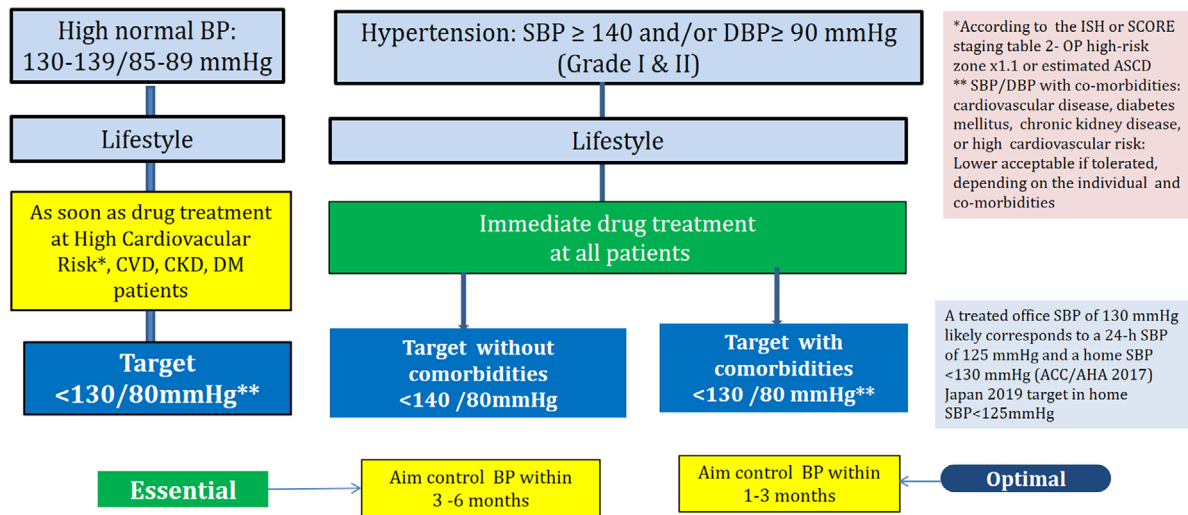 High normal BP:
130-139/85-89 mmHg
Lifestyle
As soon as drug treatment
at High Cardiovacular
Risk*, CVD, CKD, DM
patients
Target
<130/80mmHg**
Hypertension: SBP ≥ 140 and/or DBP≥ 90 mmHg
(Grade I & II)
Lifestyle
Immediate drug treatment
at all patients
Target without
comorbidities
<140 /80mmHg
Target with
comorbidities
<130 /80 mmHg**
*According to the ISH or SCORE
staging table 2- OP high-risk
zone x1.1 or estimated ASCD
** SBP/DBP with co-morbidities:
cardiovascular disease, diabetes
mellitus, chronic kidney disease,
or high cardiovascular risk:
Lower acceptable if tolerated,
depending on the individual and
co-morbidities
A treated office SBP of 130 mmHg
likely corresponds to a 24-h SBP
of 125 mmHg and a home SBP
<130 mmHg (ACC/AHA 2017)
Japan 2019 target in home
SBP<125mmHg
Essential
Aim control BP within
3 -6 months
Aim control BP within
1-3 months
Optimal